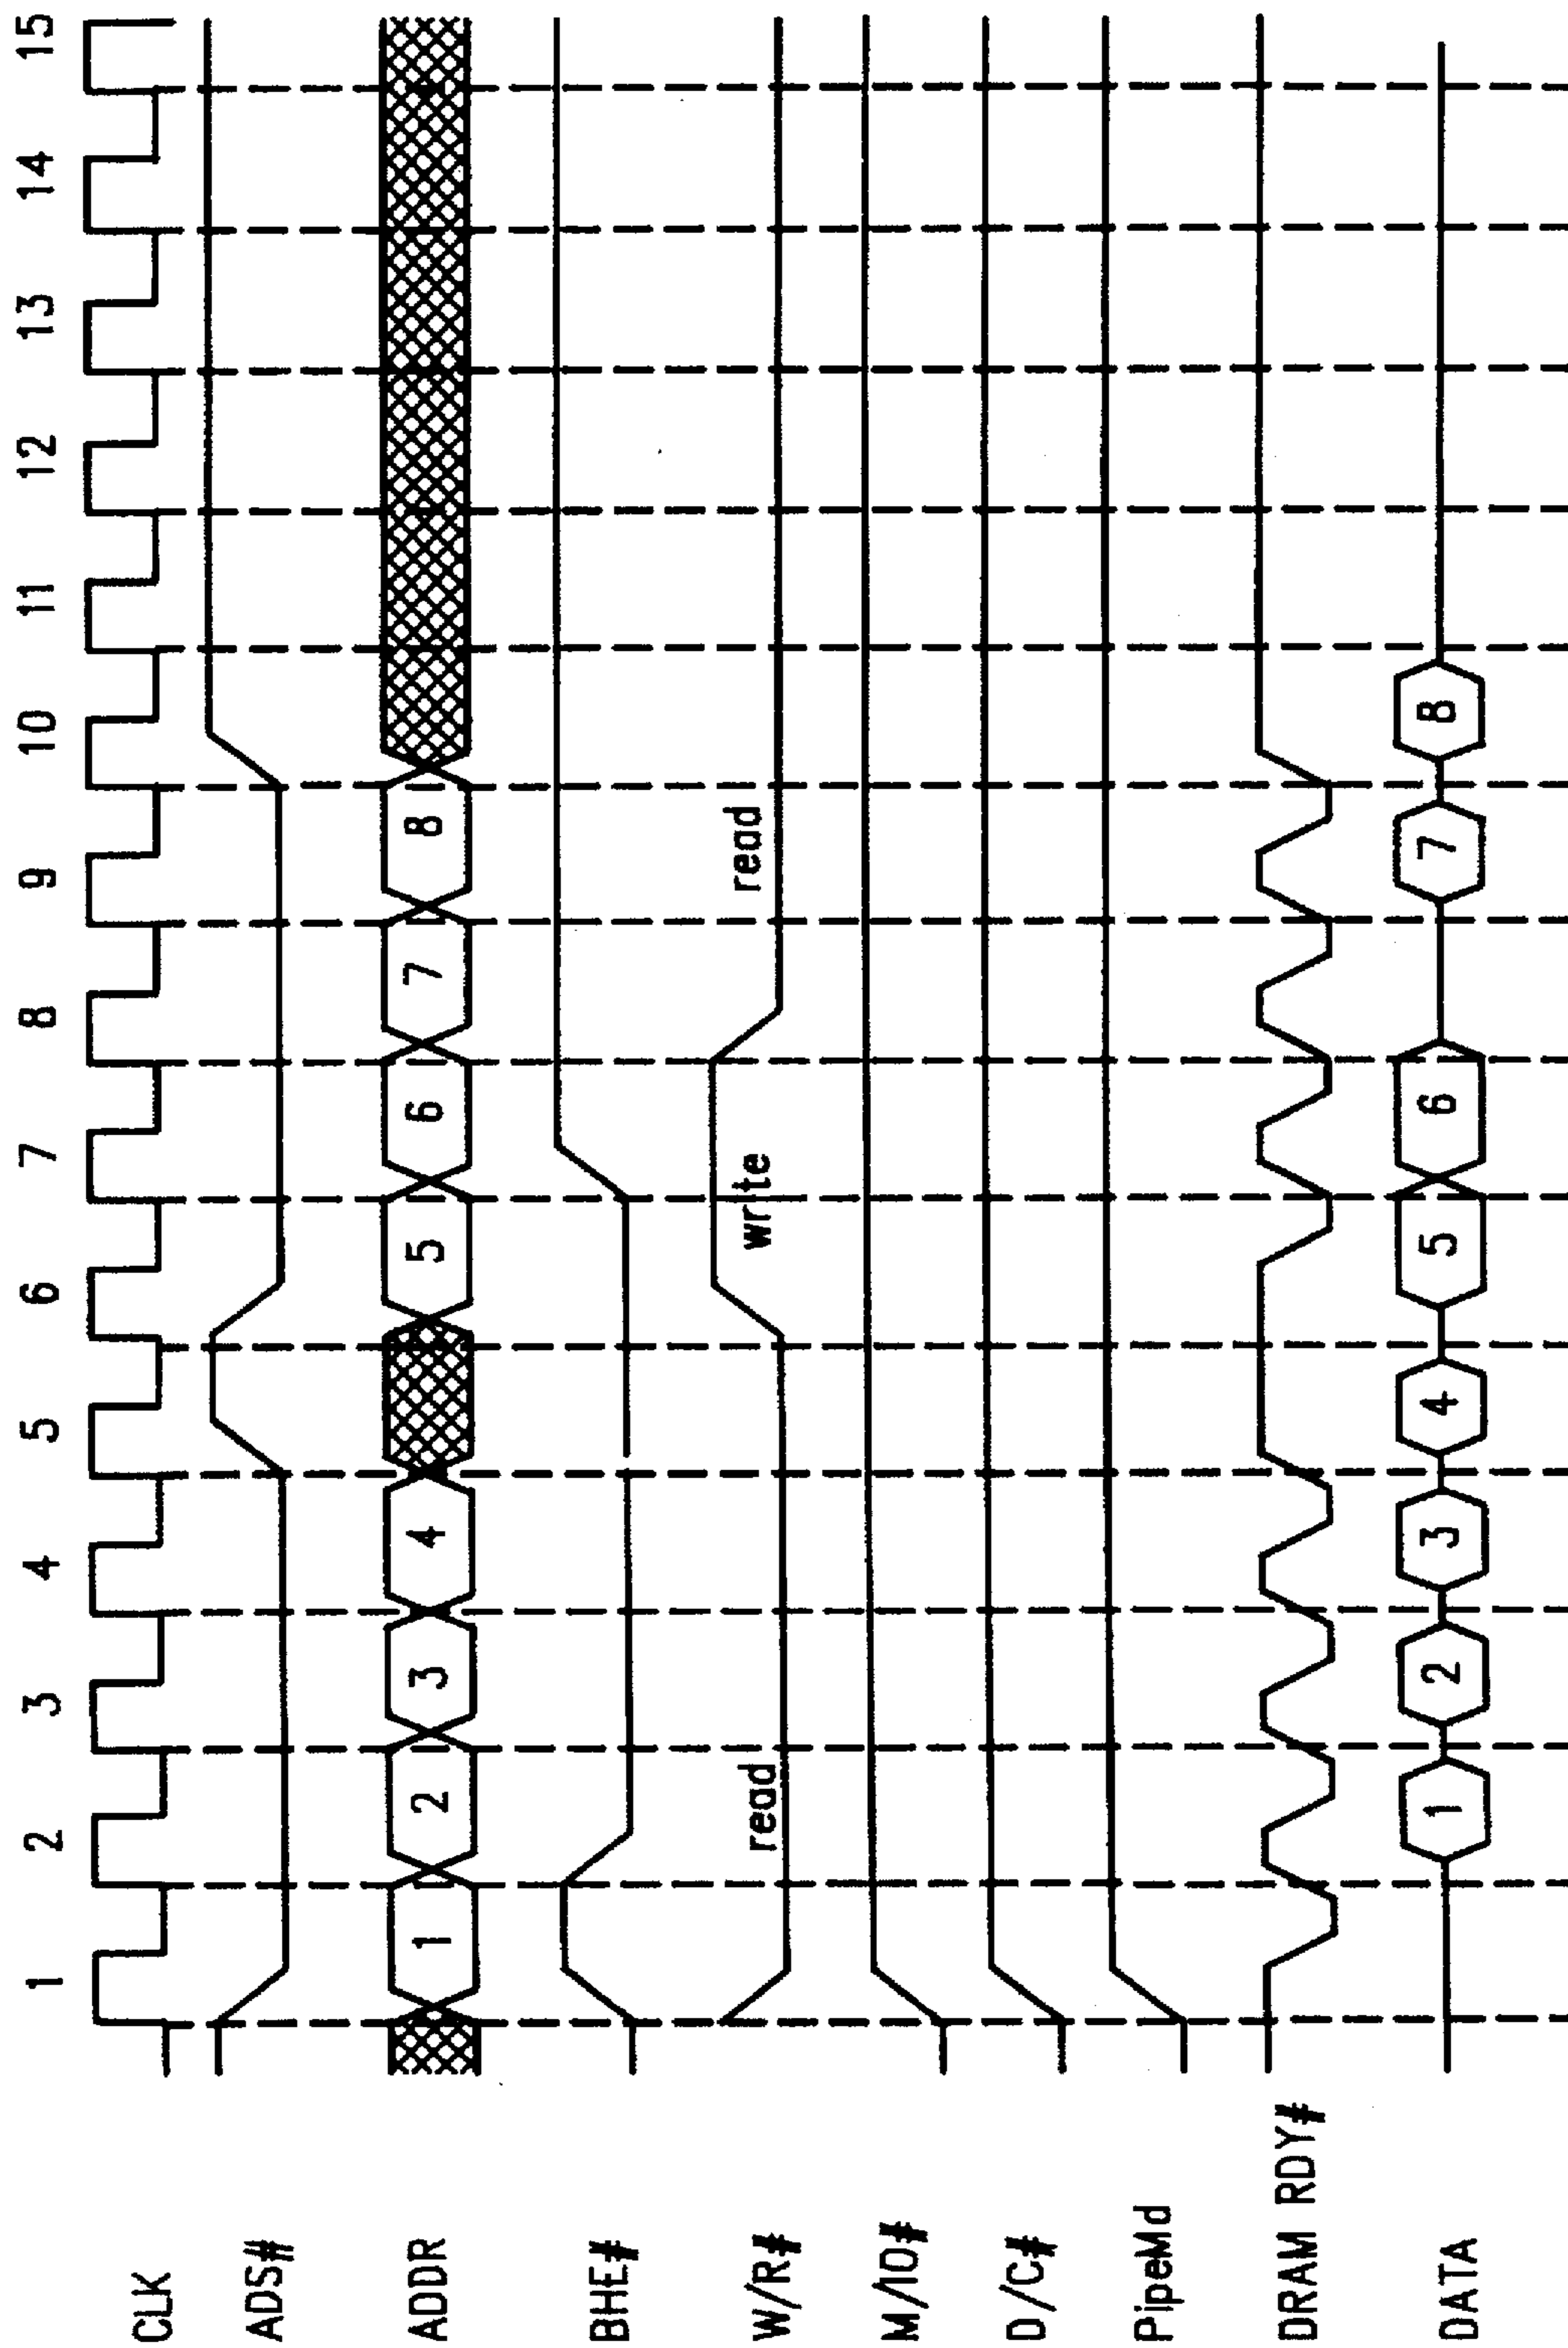 1 2 3 4 5 6 7 8 9 10 11 12 13 14 15
CLK
ADS#
ADDR 1 2 3 4 5 6 7 8
BHE#
W/R# read write read
M/IO#
D/C#
PipeMd
DRAM RDY#
DATA 1 2 3 4 5 6 7 8